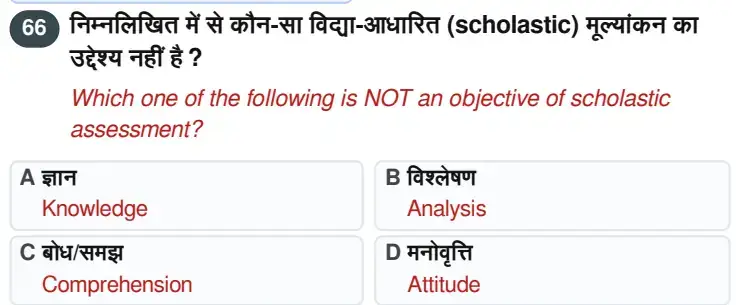 66 निम्नलिखित में से कौन-सा विद्या-आधारित (scholastic) मूल्यांकन का
उद्देश्य नहीं है ?
Which one of the following is NOT an objective of scholastic
assessment?
A ज्ञान
Knowledge
B विश्लेषण
Analysis
C बोध/समझ
Comprehension
D मनोवृत्ति
Attitude